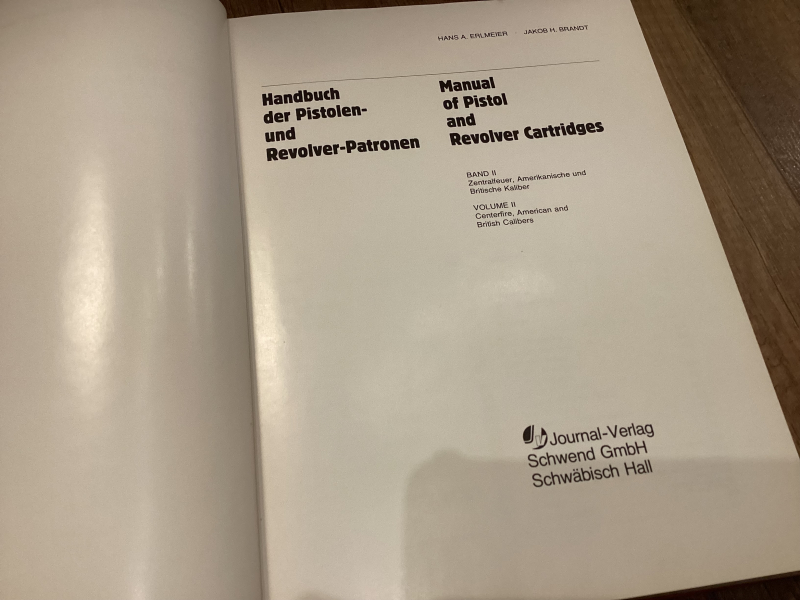 HANS A. ERLMEIER · JAKOB H. BRANDT
Handbuch
der Pistolen-
und
Revolver-Patronen
Manual
of Pistol
and
Revolver Cartridges
BAND II
Zentralfeuer, Amerikanische und
Britische Kaliber
VOLUME II
Centerfire, American and
British Calibers
Journal-Verlag
Schwend GmbH
Schwäbisch Hall